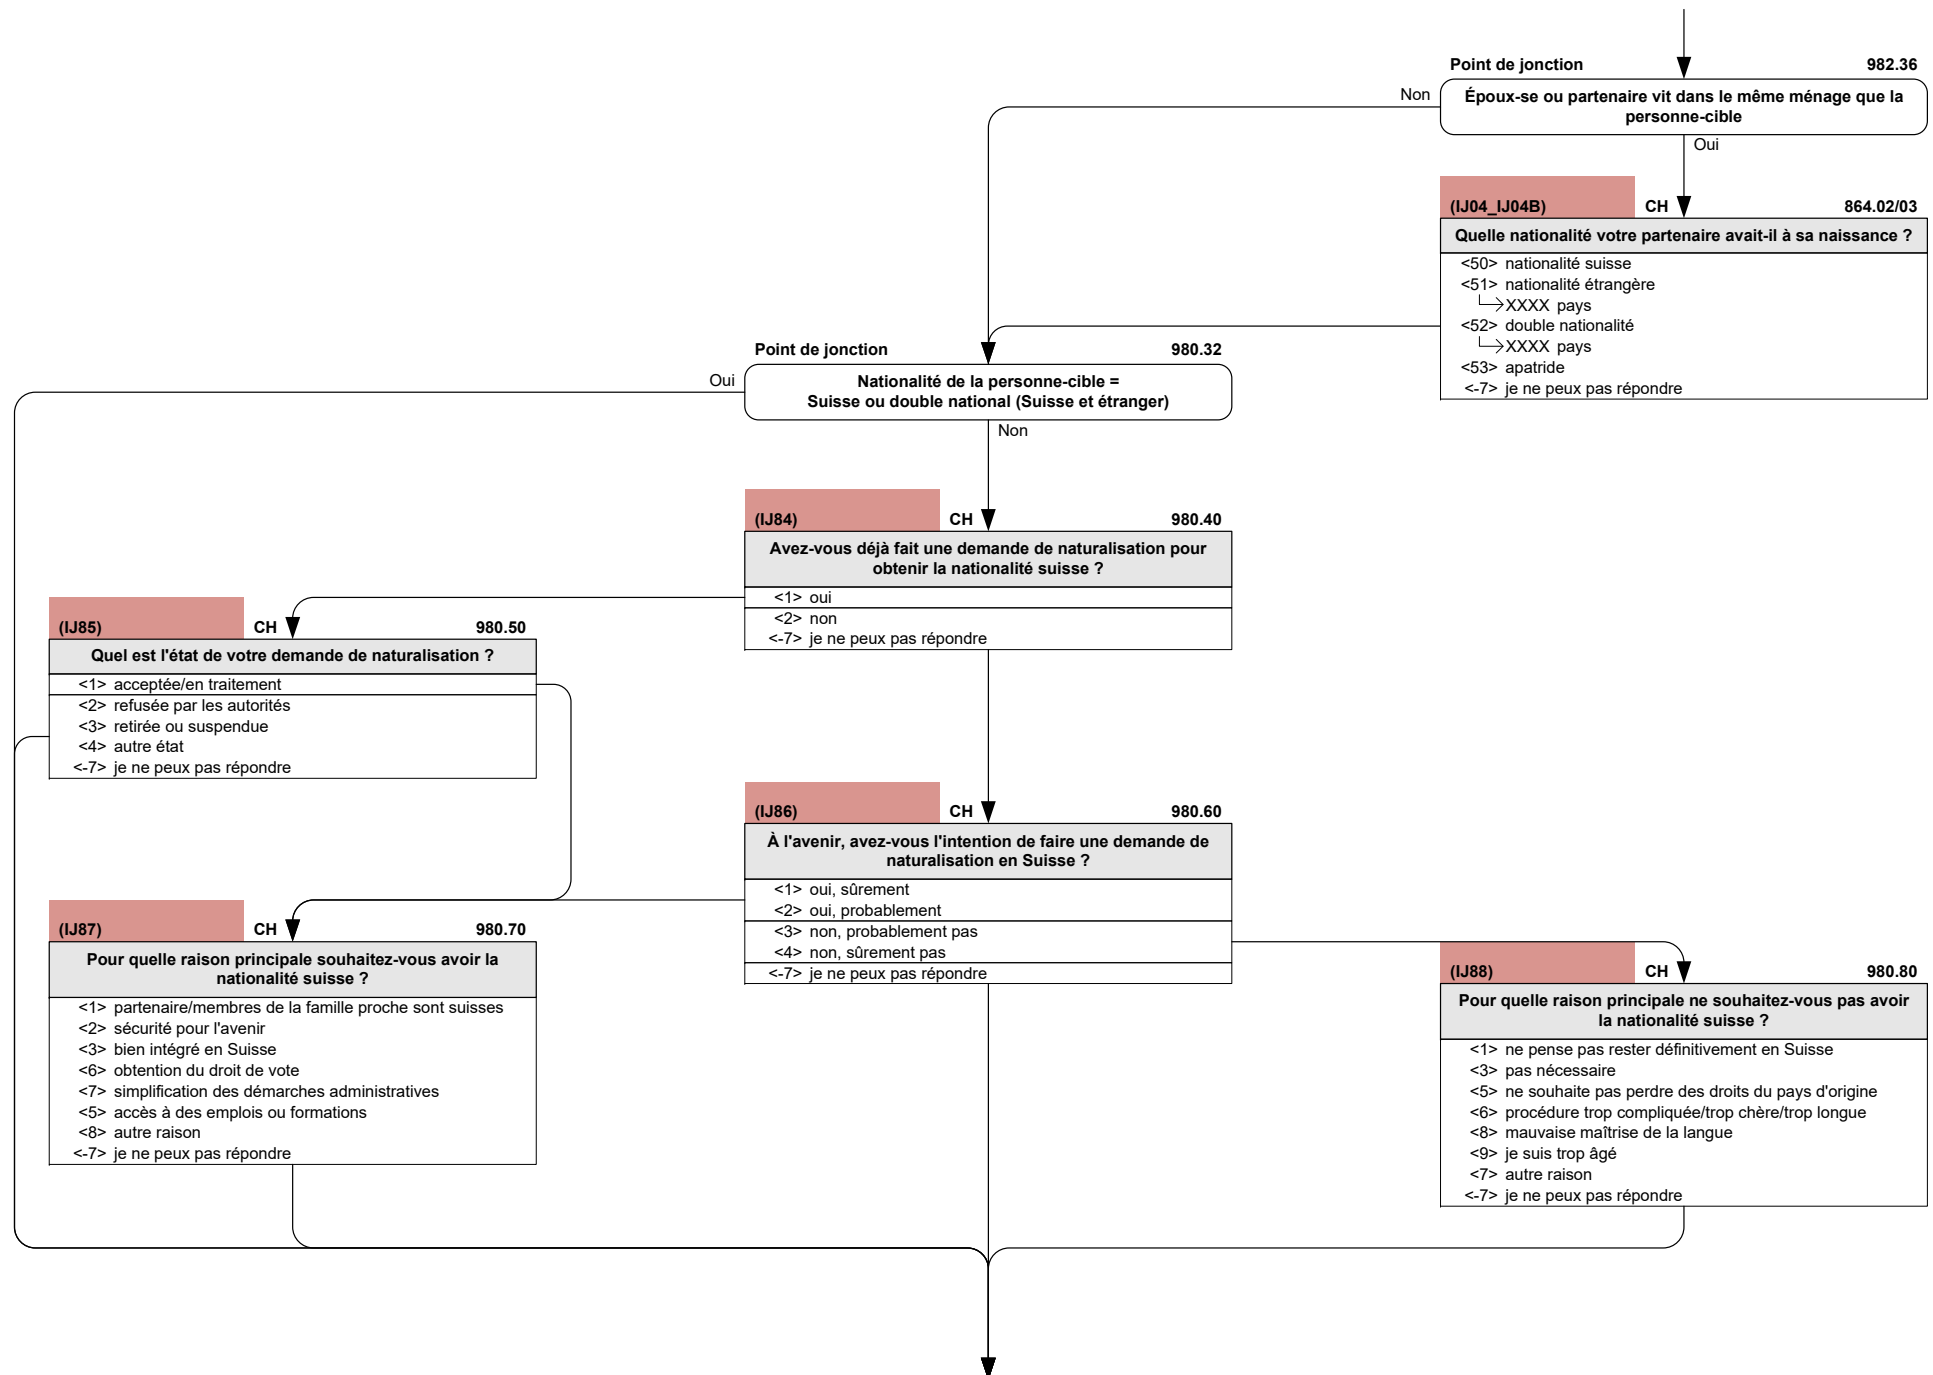 Point de jonction 982.36
Époux-se ou partenaire vit dans le même ménage que la
personne-cible
Non
Oui
(IJ04_IJ04B) CH 864.02/03
Quelle nationalité votre partenaire avait-il à sa naissance ?
<50> nationalité suisse
<51> nationalité étrangère
XXXX pays
<52> double nationalité
XXXX pays
<53> apatride
<-7> je ne peux pas répondre
Point de jonction 980.32
Nationalité de la personne-cible =
Suisse ou double national (Suisse et étranger)
Oui
Non
(IJ84) CH 980.40
Avez-vous déjà fait une demande de naturalisation pour
obtenir la nationalité suisse ?
<1> oui
<2> non
<-7> je ne peux pas répondre
(IJ85) CH 980.50
Quel est l'état de votre demande de naturalisation ?
<1> acceptée/en traitement
<2> refusée par les autorités
<3> retirée ou suspendue
<4> autre état
<-7> je ne peux pas répondre
(IJ86) CH 980.60
À l'avenir, avez-vous l'intention de faire une demande de
naturalisation en Suisse ?
<1> oui, sûrement
<2> oui, probablement
<3> non, probablement pas
<4> non, sûrement pas
<-7> je ne peux pas répondre
(IJ87) CH 980.70
Pour quelle raison principale souhaitez-vous avoir la
nationalité suisse ?
<1> partenaire/membres de la famille proche sont suisses
<2> sécurité pour l'avenir
<3> bien intégré en Suisse
<6> obtention du droit de vote
<7> simplification des démarches administratives
<5> accès à des emplois ou formations
<8> autre raison
<-7> je ne peux pas répondre
(IJ88) CH 980.80
Pour quelle raison principale ne souhaitez-vous pas avoir
la nationalité suisse ?
<1> ne pense pas rester définitivement en Suisse
<3> pas nécessaire
<5> ne souhaite pas perdre des droits du pays d'origine
<6> procédure trop compliquée/trop chère/trop longue
<8> mauvaise maîtrise de la langue
<9> je suis trop âgé
<7> autre raison
<-7> je ne peux pas répondre